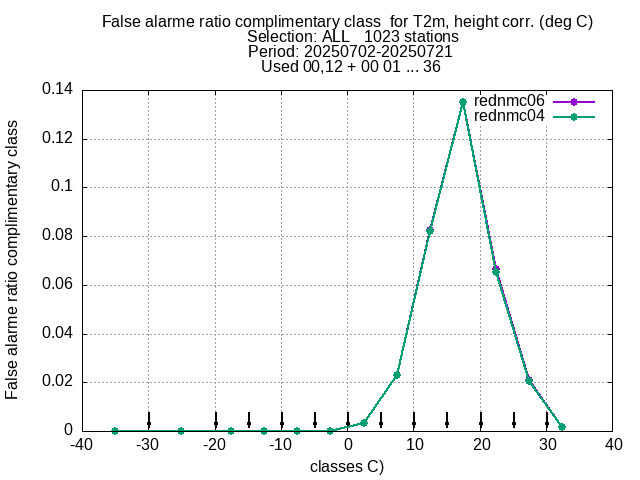 False alarme ratio complimentary class  for T2m, height corr. (deg C)
Selection: ALL   1023 stations
Period: 20250702-20250721
Used 00,12 + 00 01 ... 36
rednmc06
rednmc04
False alarme ratio complimentary class
0.14
0.12
0.1
0.08
0.06
0.04
0.02
0
-40 -30 -20 -10 0 10 20 30 40
classes C)